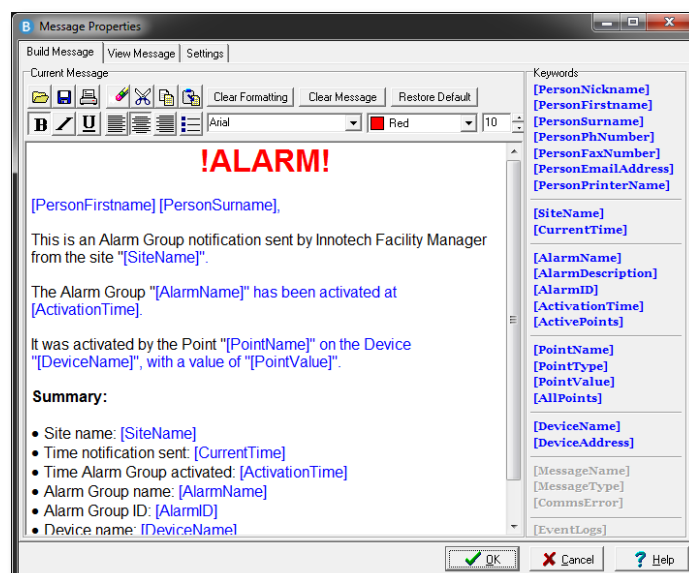 B Message Properties
Build Message View Message Settings
Current Message
Clear Formatting Clear Message Restore Default
B I U Arial Red 10
!ALARM!
[PersonFirstname] [PersonSurname],
This is an Alarm Group notification sent by Innotech Facility Manager
from the site "[SiteName]".
The Alarm Group "[AlarmName]" has been activated at
[ActivationTime].
It was activated by the Point "[PointName]" on the Device
"[DeviceName]", with a value of "[PointValue]".
Summary:
• Site name: [SiteName]
• Time notification sent: [CurrentTime]
• Time Alarm Group activated: [ActivationTime]
• Alarm Group name: [AlarmName]
• Alarm Group ID: [AlarmID]
• Device name: [DeviceName]
Keywords
[PersonNickname]
[PersonFirstname]
[PersonSurname]
[PersonPhNumber]
[PersonFaxNumber]
[PersonEmailAddress]
[PersonPrinterName]
[SiteName]
[CurrentTime]
[AlarmName]
[AlarmDescription]
[AlarmID]
[ActivationTime]
[ActivePoints]
[PointName]
[PointType]
[PointValue]
[AllPoints]
[DeviceName]
[DeviceAddress]
[MessageName]
[MessageType]
[CommsError]
[EventLogs]
OK Cancel ? Help